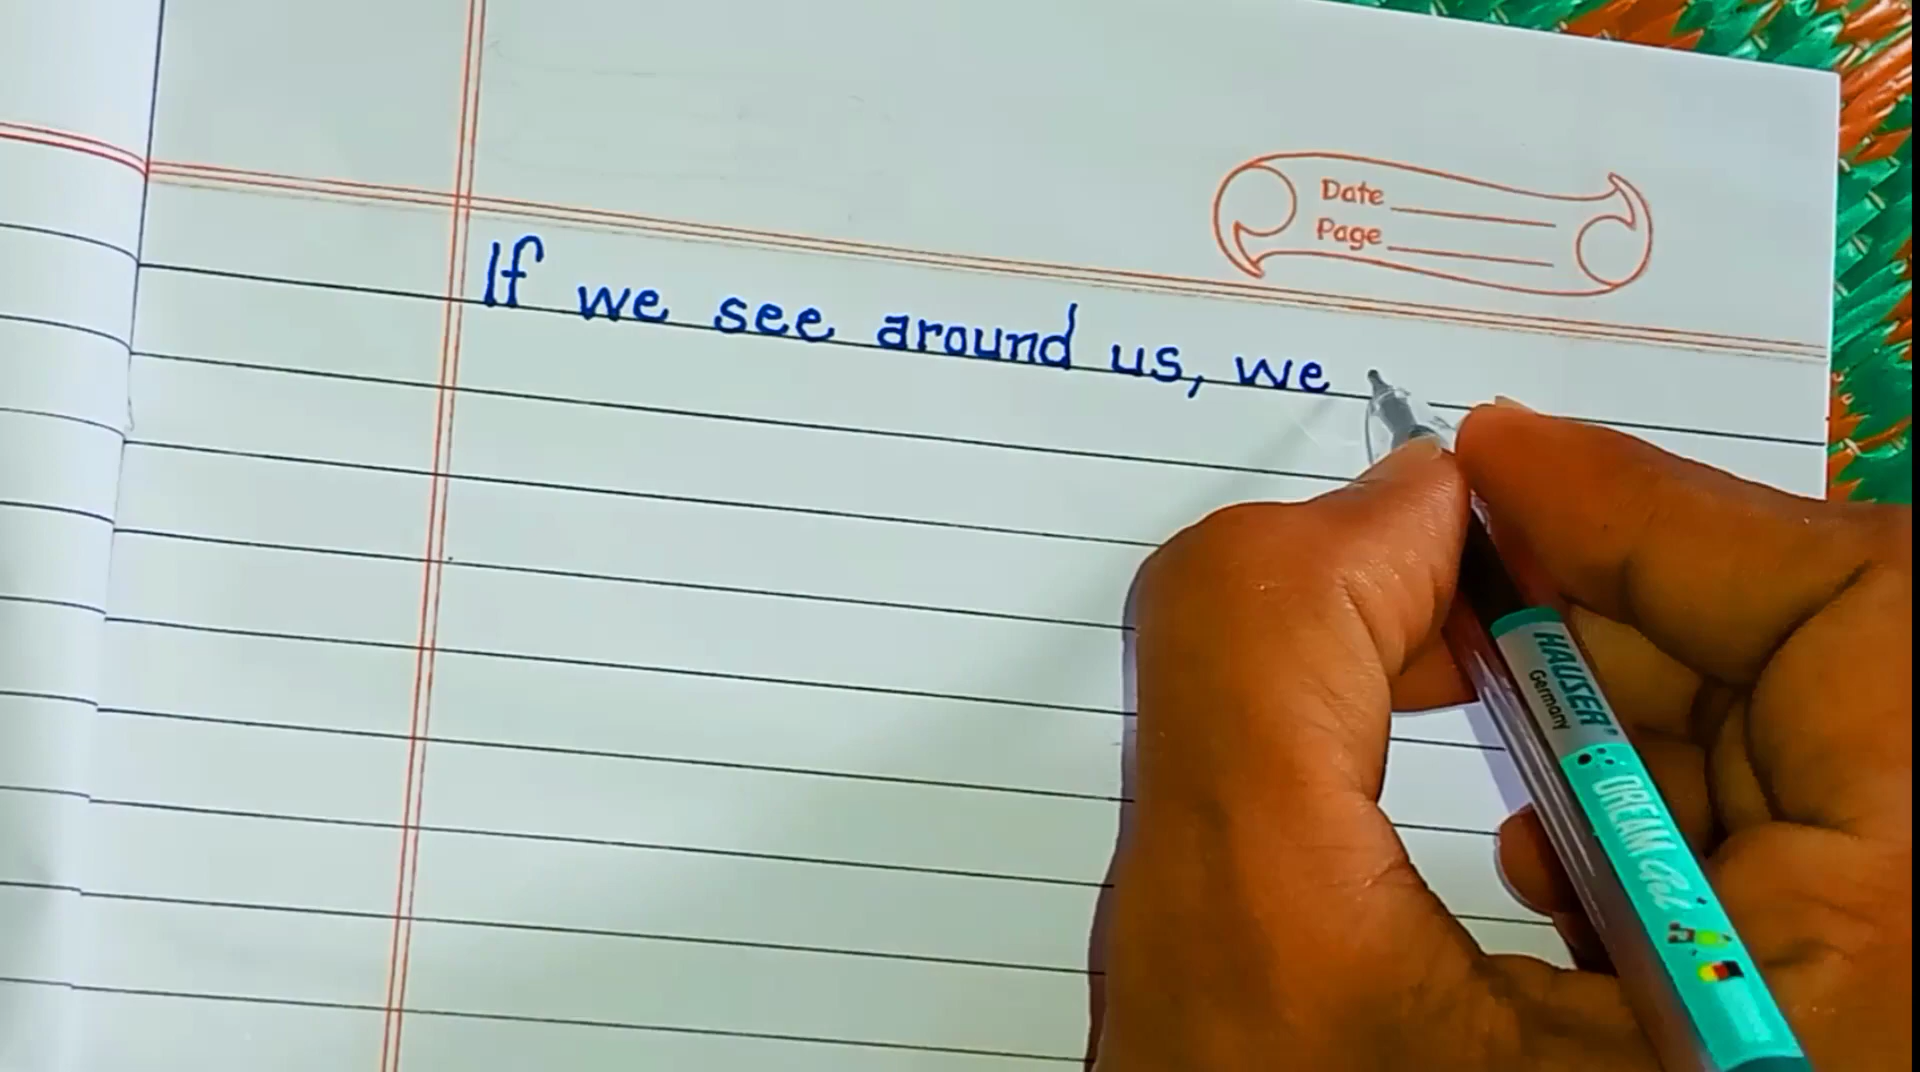 Date
Page
If we see around us, we
HAUSER
Germany
DREAM Gel